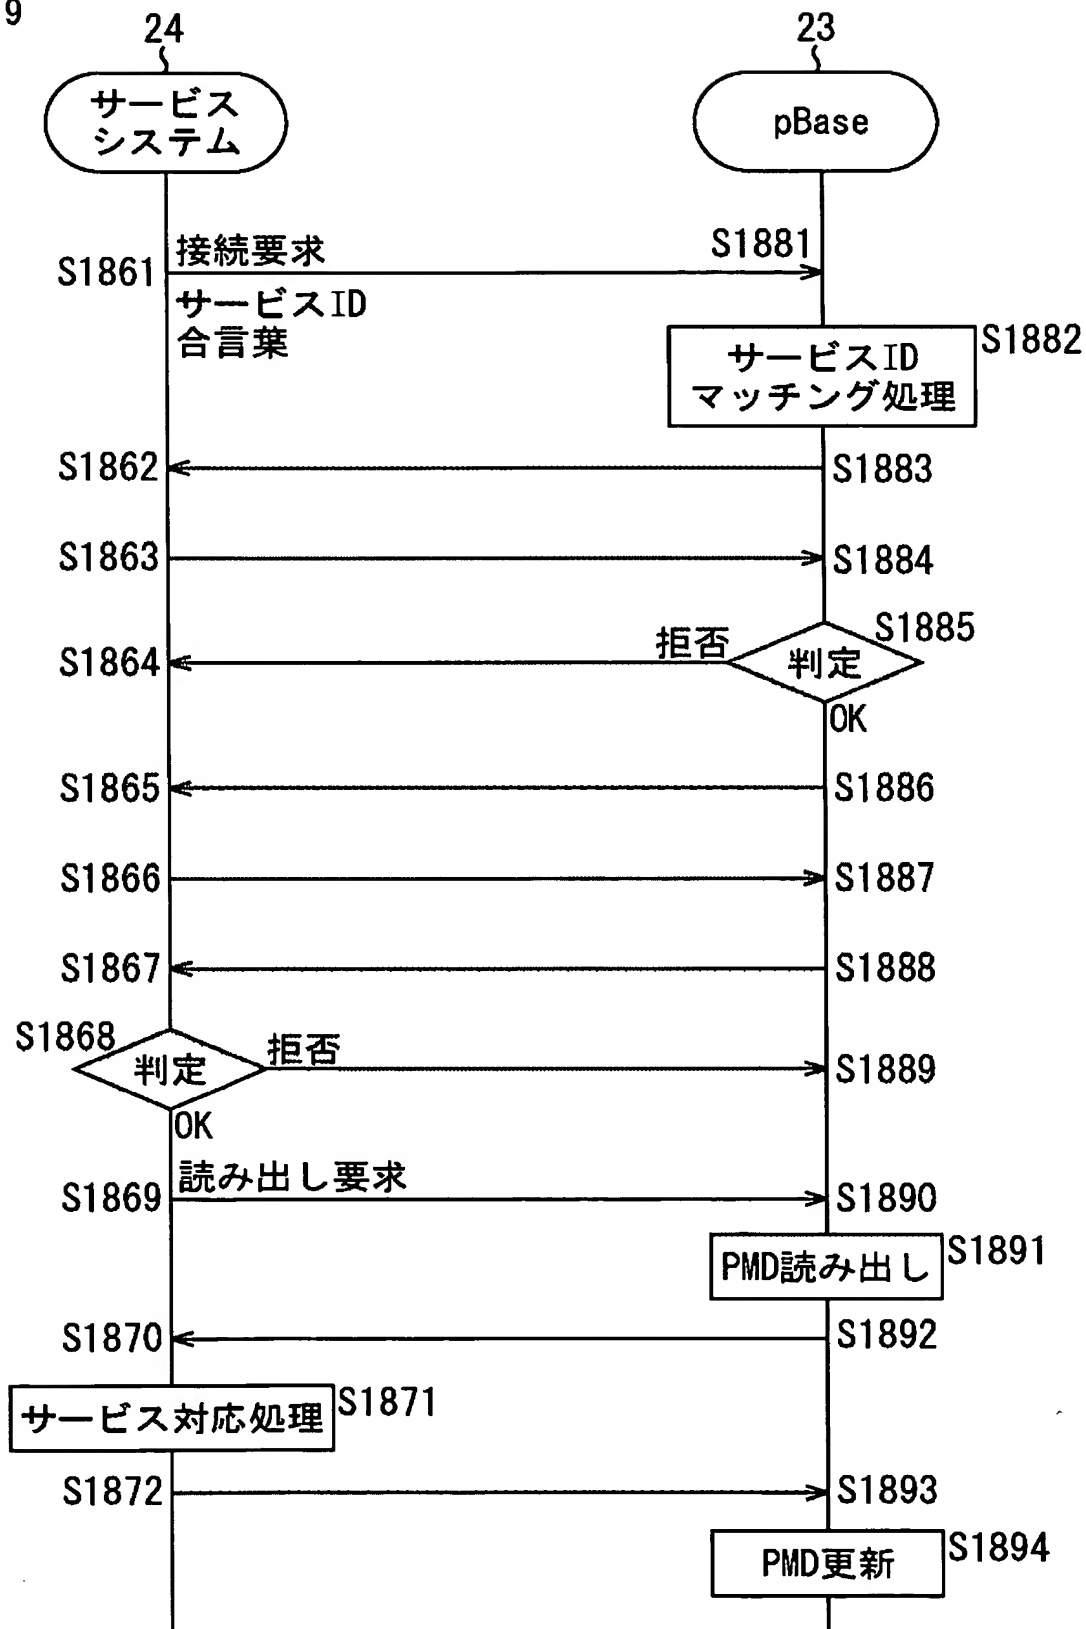 9
24
23
サービス
システム
pBase
S1861
接続要求
S1881
サービスID
合言葉
サービスID
マッチング処理
S1882
S1862
S1883
S1863
S1884
S1885
拒否
判定
S1864
OK
S1865
S1886
S1866
S1887
S1867
S1888
S1868
判定
拒否
S1889
OK
読み出し要求
S1869
S1890
PMD読み出し
S1891
S1870
S1892
サービス対応処理
S1871
S1872
S1893
PMD更新
S1894